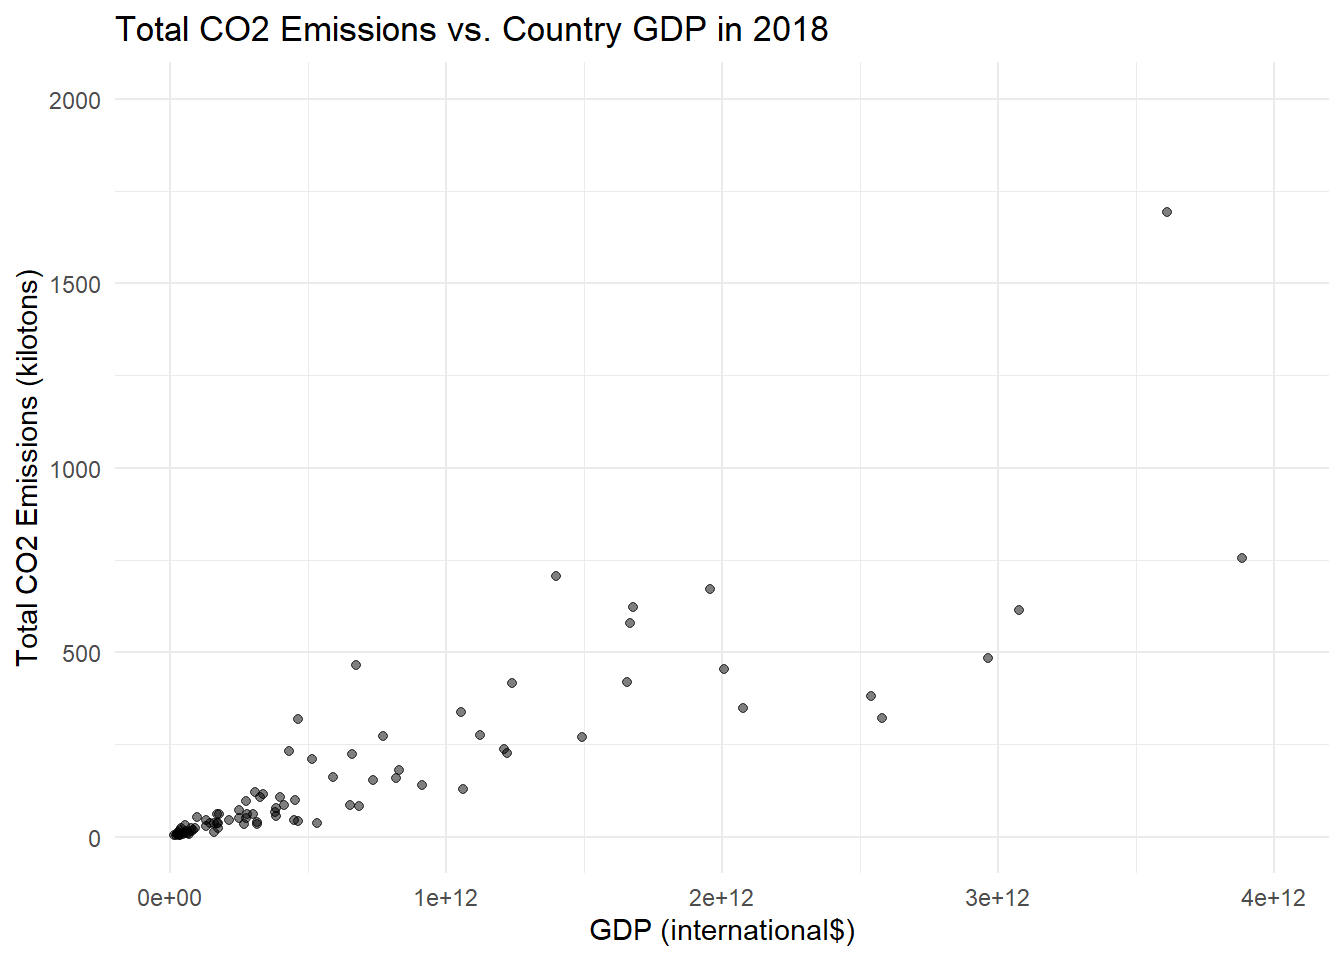 Total CO2 Emissions vs. Country GDP in 2018
Total CO2 Emissions (kilotons)
2000
1500
1000
500
0
0e+00
1e+12
2e+12
3e+12
4e+12
GDP (international$)